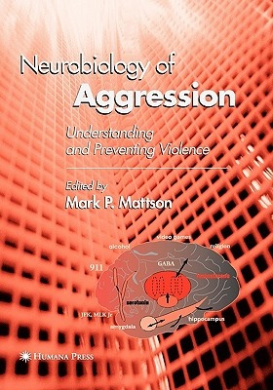 Neurobiology of
Aggression
Understanding
and Preventing Violence
Edited by
Mark P. Mattson
video games
alcohol
religion
GABA
911
serotonin
JFK, MLK Jr
amygdala
hippocampus
HUMANA PRESS